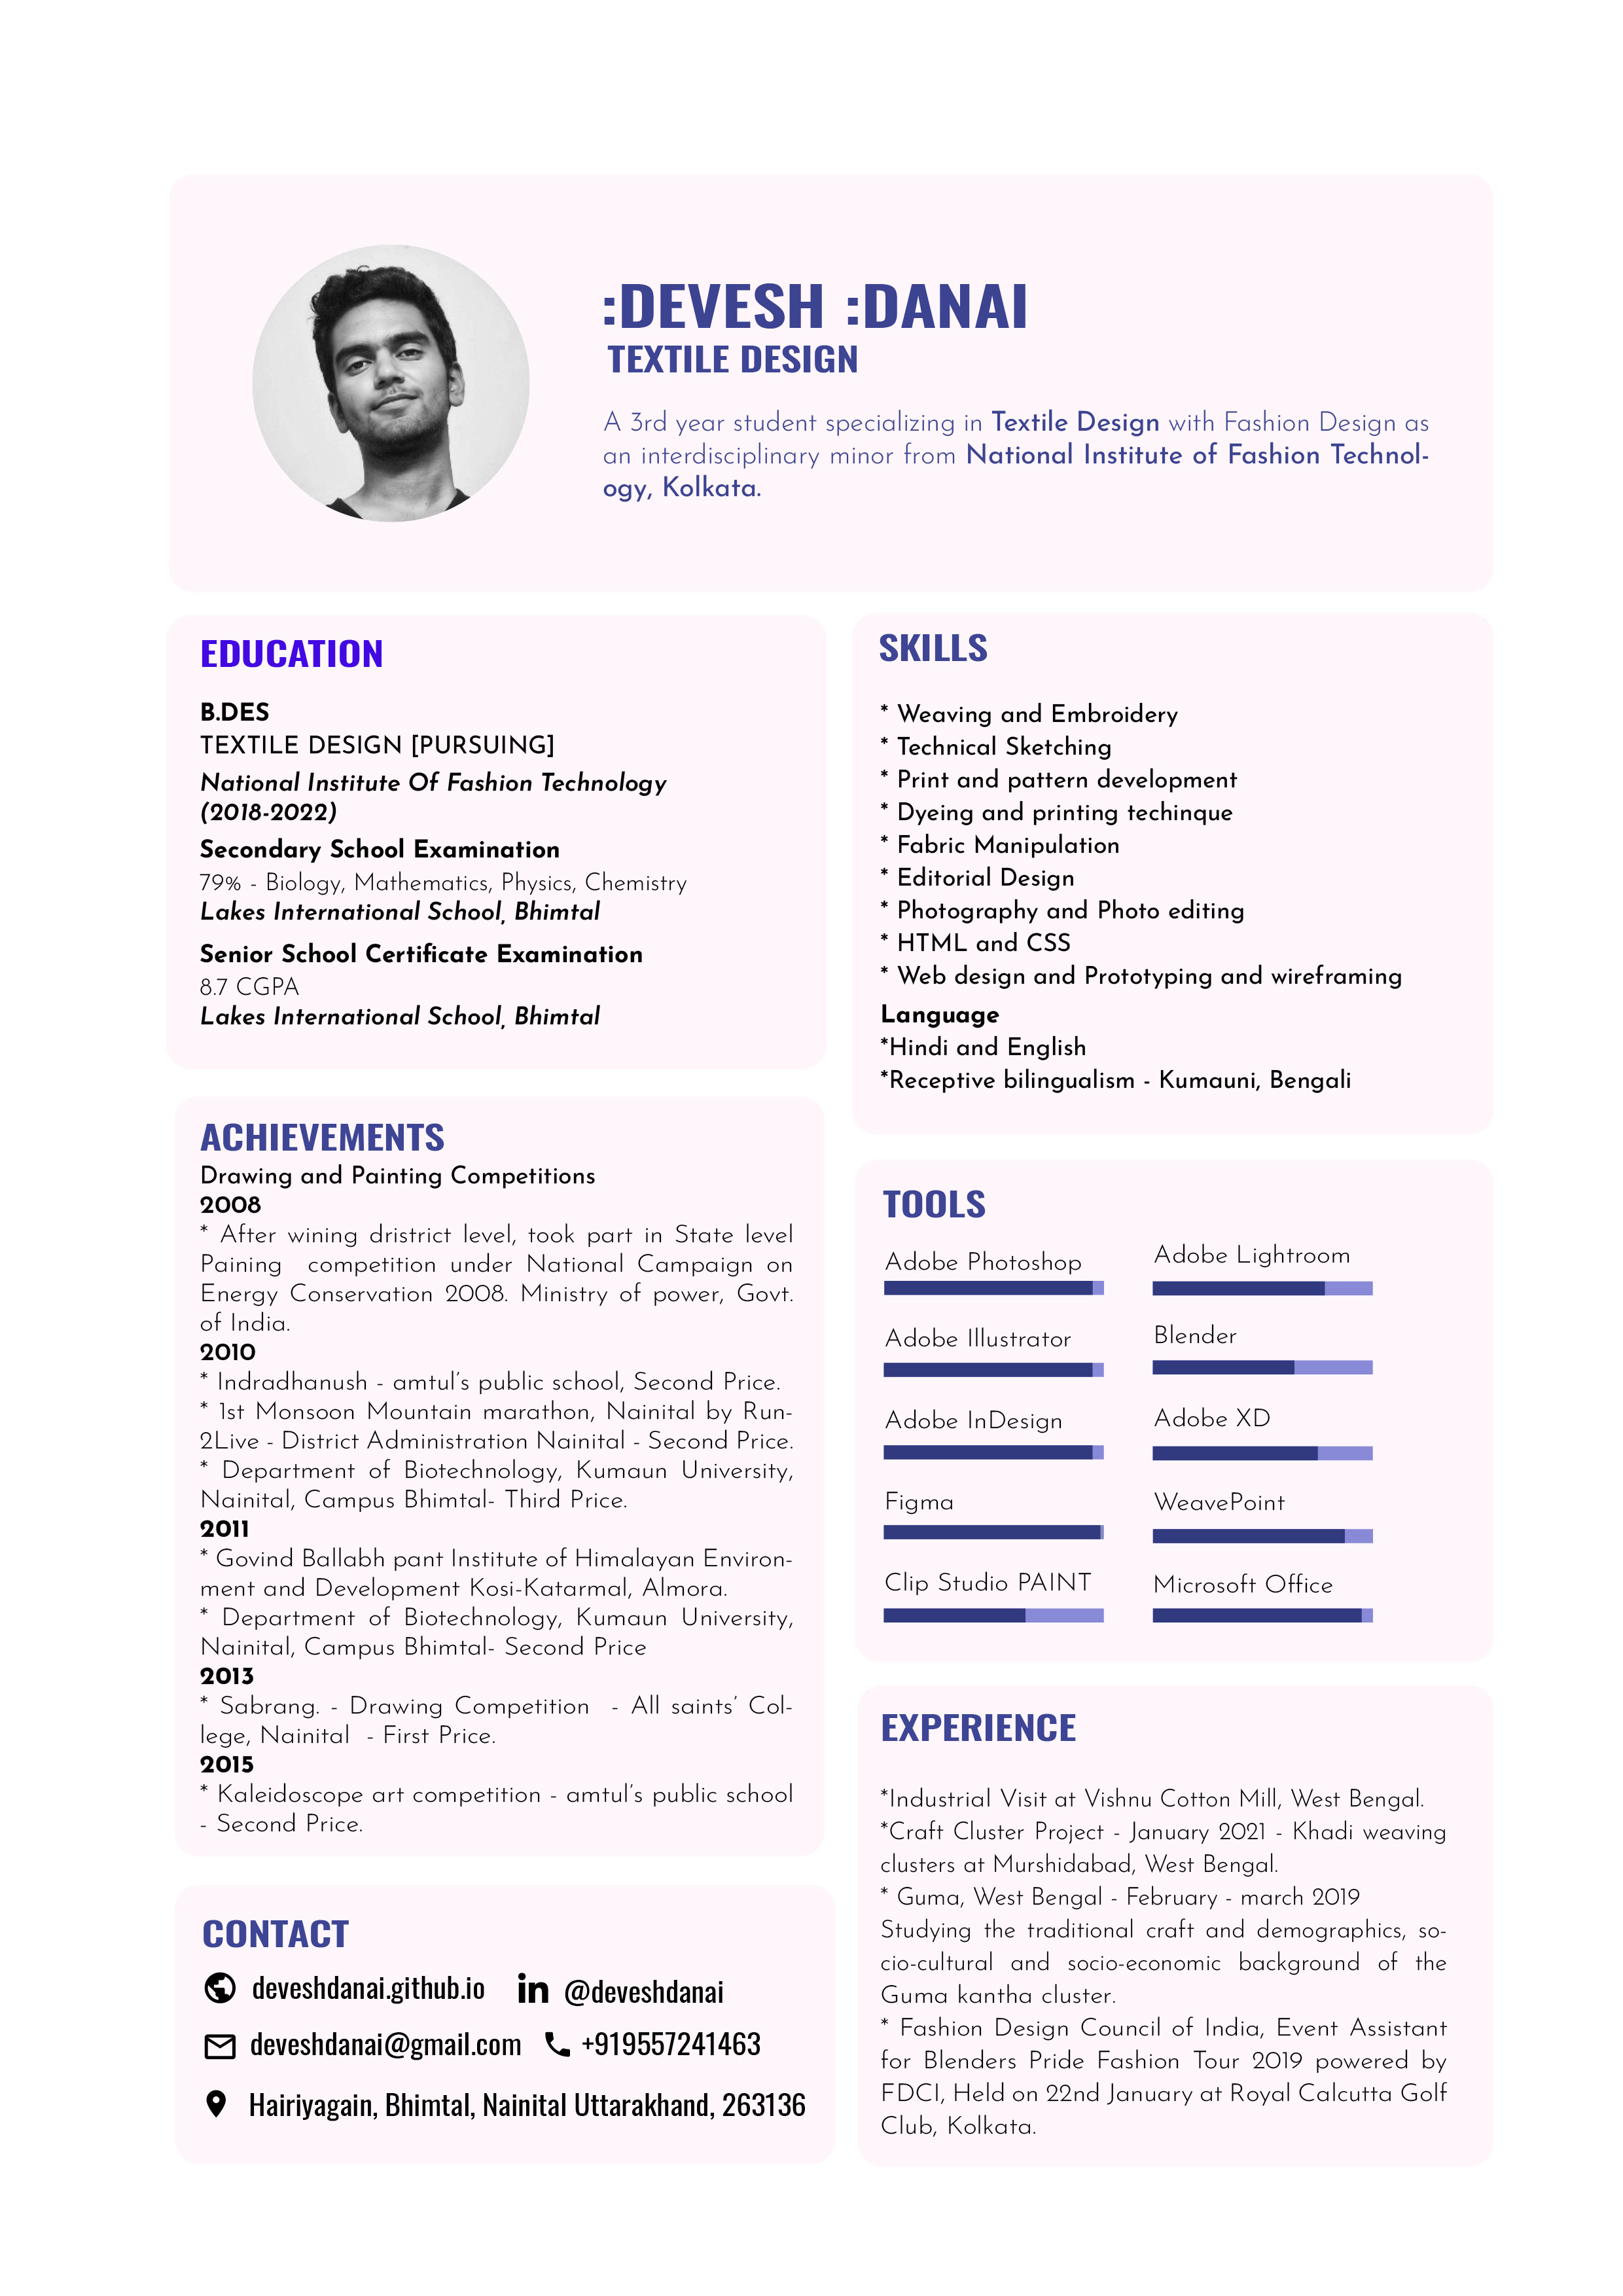 :DEVESH :DANAI
TEXTILE DESIGN
A 3rd year student specializing in Textile Design with Fashion Design as
an interdisciplinary minor from National Institute of Fashion Technol-
ogy, Kolkata.
EDUCATION
B.DES
TEXTILE DESIGN [PURSUING]
National Institute Of Fashion Technology
(2018-2022)
Secondary School Examination
79% - Biology, Mathematics, Physics, Chemistry
Lakes International School, Bhimtal
Senior School Certificate Examination
8.7 CGPA
Lakes International School, Bhimtal
ACHIEVEMENTS
Drawing and Painting Competitions
2008
* After wining dristrict level, took part in State level
Paining competition under National Campaign on
Energy Conservation 2008. Ministry of power, Govt.
of India.
2010
* Indradhanush - amtul's public school, Second Price.
* 1st Monsoon Mountain marathon, Nainital by Run-
2Live - District Administration Nainital - Second Price.
* Department of Biotechnology, Kumaun University,
Nainital, Campus Bhimtal- Third Price.
2011
* Govind Ballabh pant Institute of Himalayan Environ-
ment and Development Kosi-Katarmal, Almora.
* Department of Biotechnology, Kumaun University,
Nainital, Campus Bhimtal- Second Price
2013
* Sabrang. - Drawing Competition - All saints' Col-
lege, Nainital - First Price.
2015
* Kaleidoscope art competition - amtul's public school
- Second Price.
CONTACT
deveshdanai.github.io in @deveshdanai
deveshdanai@gmail.com +919557241463
Hairiyagain, Bhimtal, Nainital Uttarakhand, 263136
SKILLS
* Weaving and Embroidery
* Technical Sketching
* Print and pattern development
* Dyeing and printing techinque
* Fabric Manipulation
* Editorial Design
* Photography and Photo editing
* HTML and CSS
* Web design and Prototyping and wireframing
Language
*Hindi and English
*Receptive bilingualism - Kumauni, Bengali
TOOLS
Adobe Photoshop Adobe Lightroom
Adobe Illustrator Blender
Adobe InDesign Adobe XD
Figma WeavePoint
Clip Studio PAINT Microsoft Office
EXPERIENCE
*Industrial Visit at Vishnu Cotton Mill, West Bengal.
*Craft Cluster Project - January 2021 - Khadi weaving
clusters at Murshidabad, West Bengal.
* Guma, West Bengal - February - march 2019
Studying the traditional craft and demographics, so-
cio-cultural and socio-economic background of the
Guma kantha cluster.
* Fashion Design Council of India, Event Assistant
for Blenders Pride Fashion Tour 2019 powered by
FDCI, Held on 22nd January at Royal Calcutta Golf
Club, Kolkata.